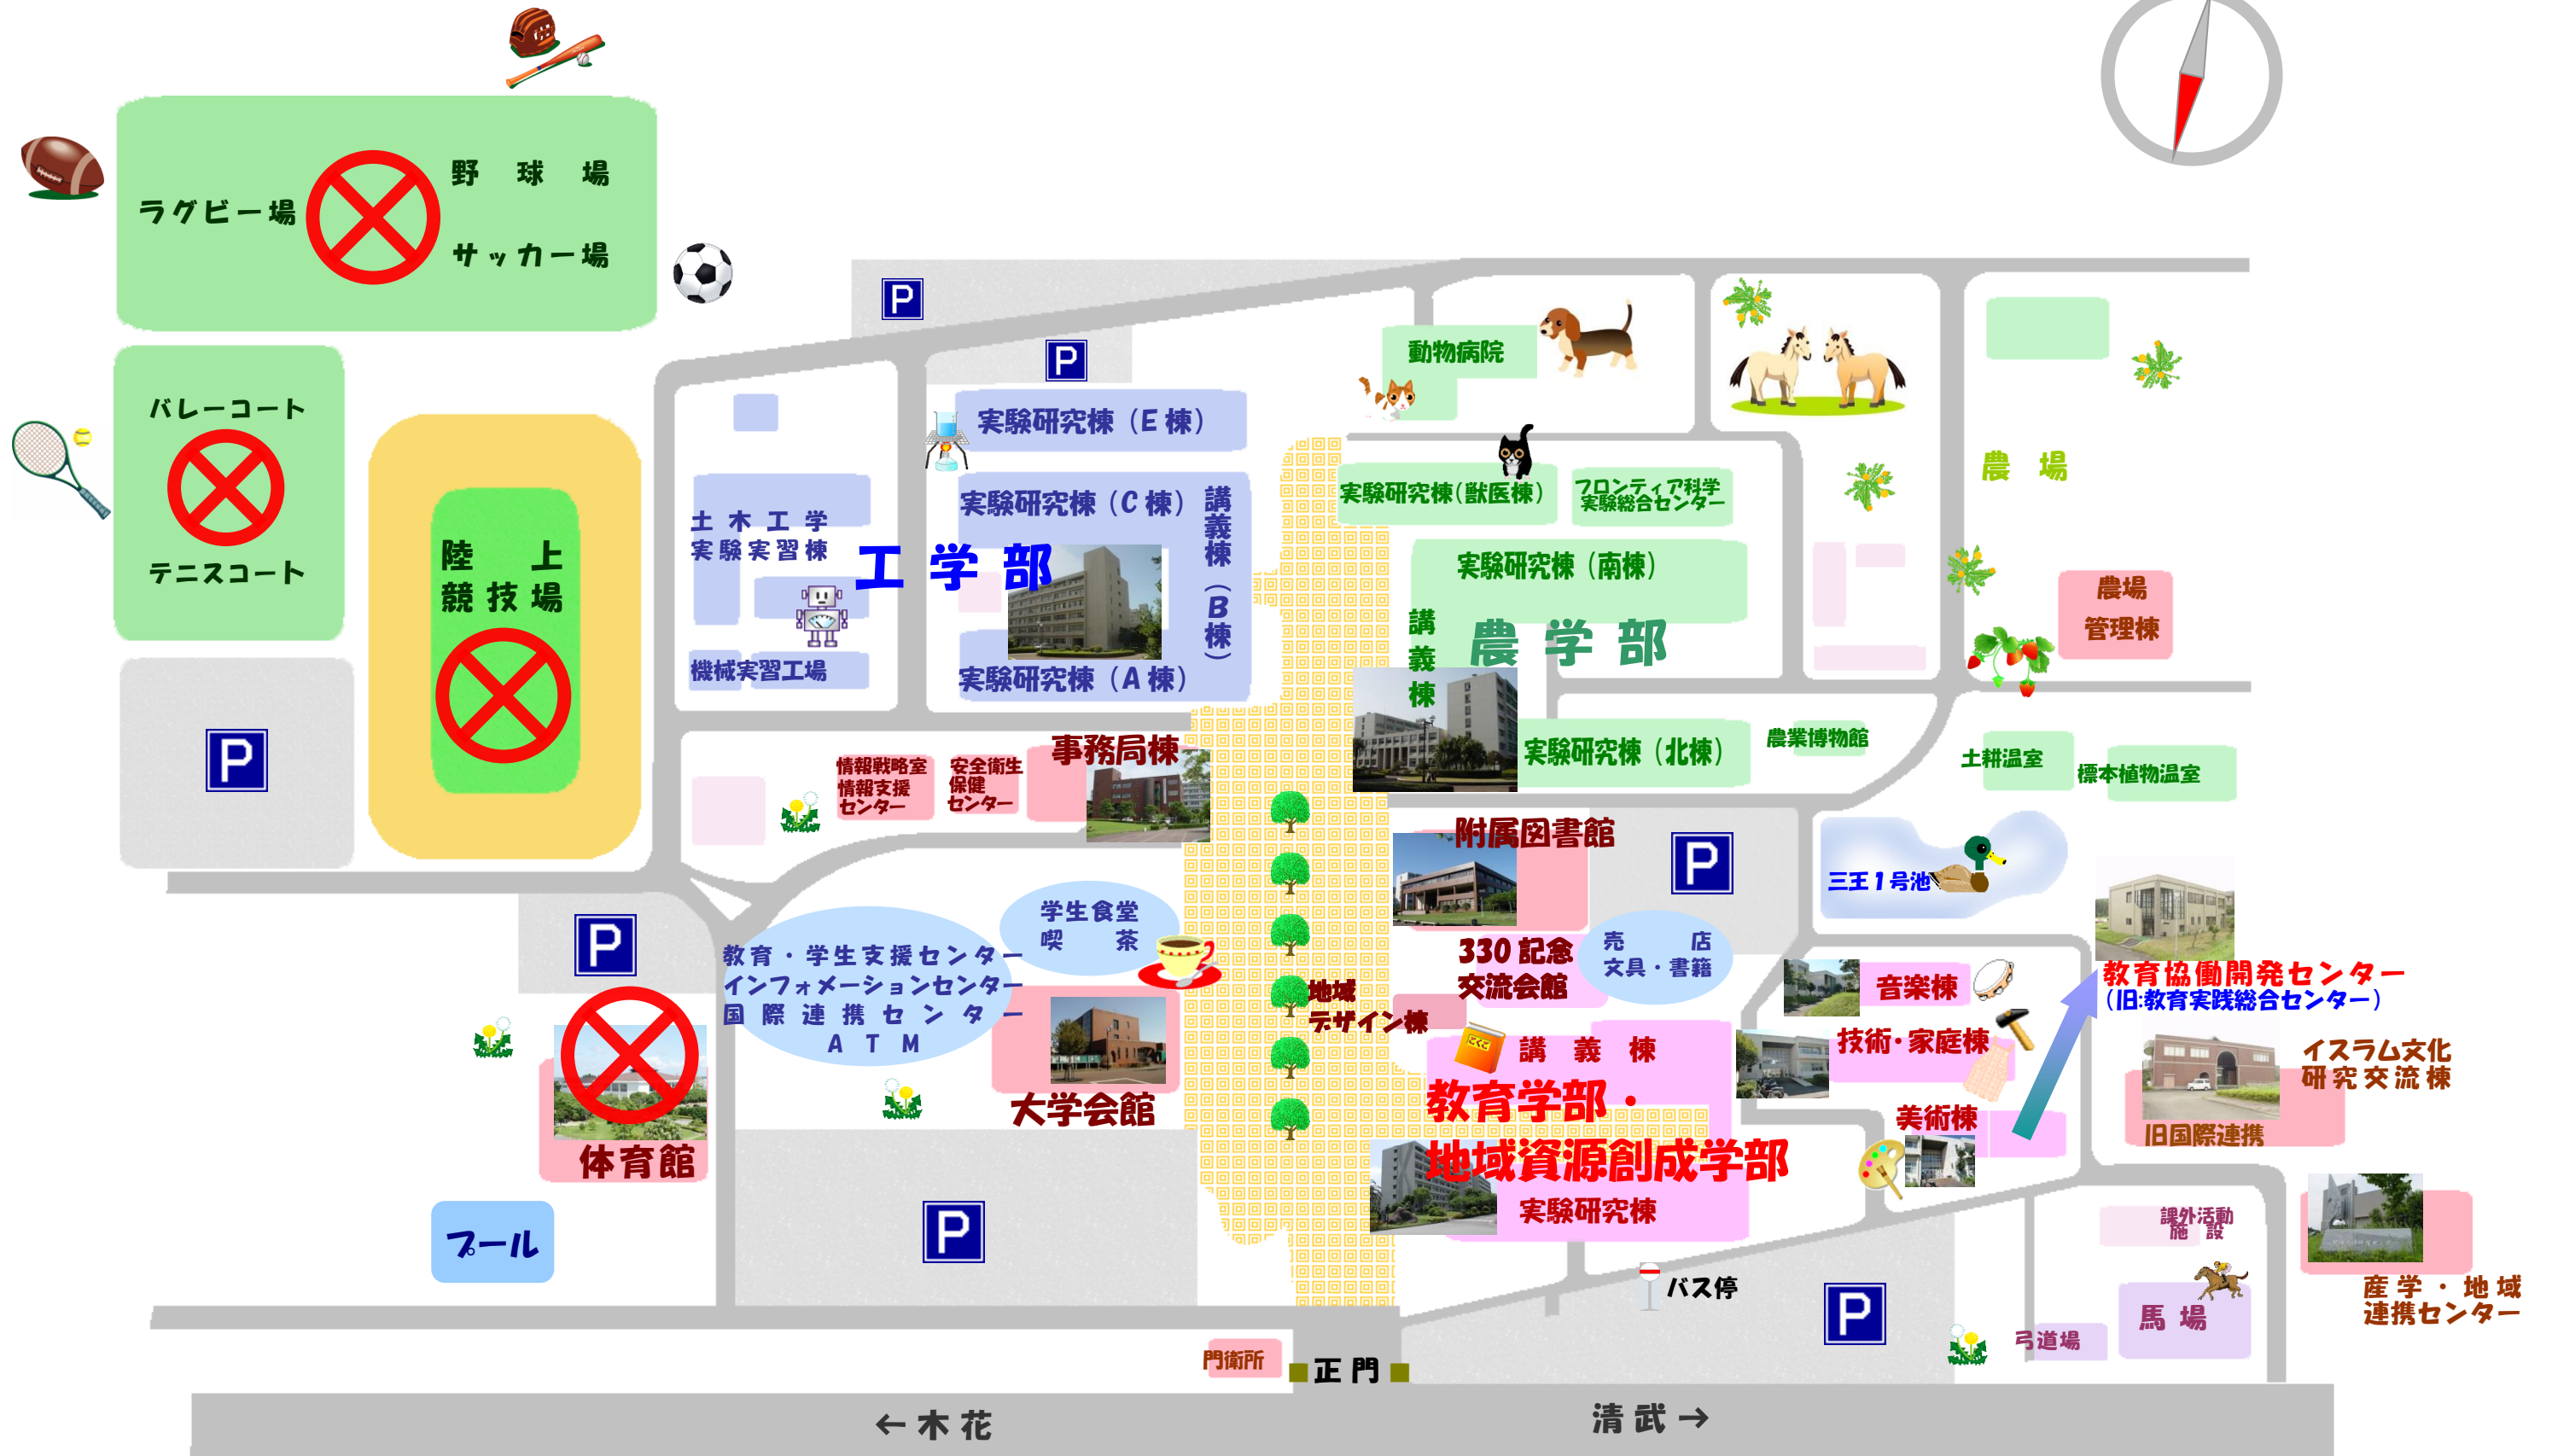 野 球 場
ラグビー場
サッカー場
P
P
動物病院
バレーコート
テニスコート
陸 上
競 技 場
P
実験研究棟（E 棟）
実験研究棟（C 棟）
講義棟（B棟）
土 木 工 学
実験実習棟
工 学 部
機械実習工場
実験研究棟（A 棟）
実験研究棟（獣医棟）
フロンティア科学
実験総合センター
実験研究棟（南棟）
講義棟
農 学 部
農 場
農場
管理棟
事務局棟
情報戦略室
情報支援
センター
安全衛生
保健
センター
実験研究棟（北棟）
農業博物館
土耕温室
標本植物温室
附属図書館
P
三王１号池
学生食堂
喫 茶
P
教育・学生支援センター
インフォメーションセンター
国 際 連 携 セ ン タ ー
A T M
330 記念
交流会館
売 店
文具・書籍
地域
デザイン棟
音楽棟
教育協働開発センター
（旧:教育実践総合センター）
技術・家庭棟
講 義 棟
イスラム文化
研 究 交 流 棟
旧国際連携
大学会館
教育学部・
地域資源創成学部
美術棟
体育館
実験研究棟
プール
P
課外活動
施 設
バス停
P
産 学 ・ 地 域
連携センター
馬 場
弓道場
門衛所
正 門
← 木 花
清 武 →